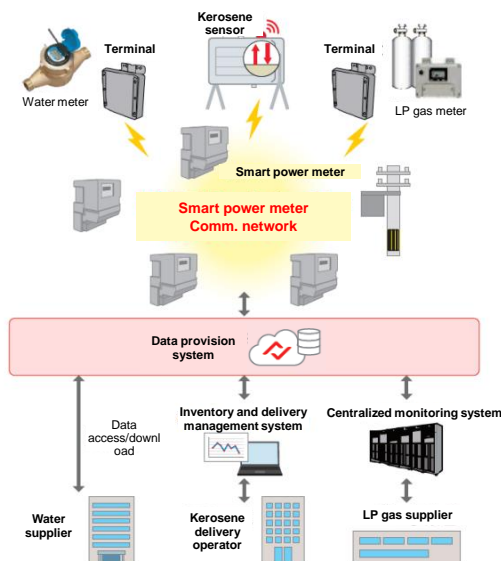 Kerosene
sensor
Terminal
Terminal
Water meter
LP gas meter
Smart power meter
Smart power meter
Comm. network
Data provision
system
Data
access/downl
oad
Inventory and delivery
management system
Centralized monitoring system
Water
supplier
Kerosene
delivery
operator
LP gas supplier